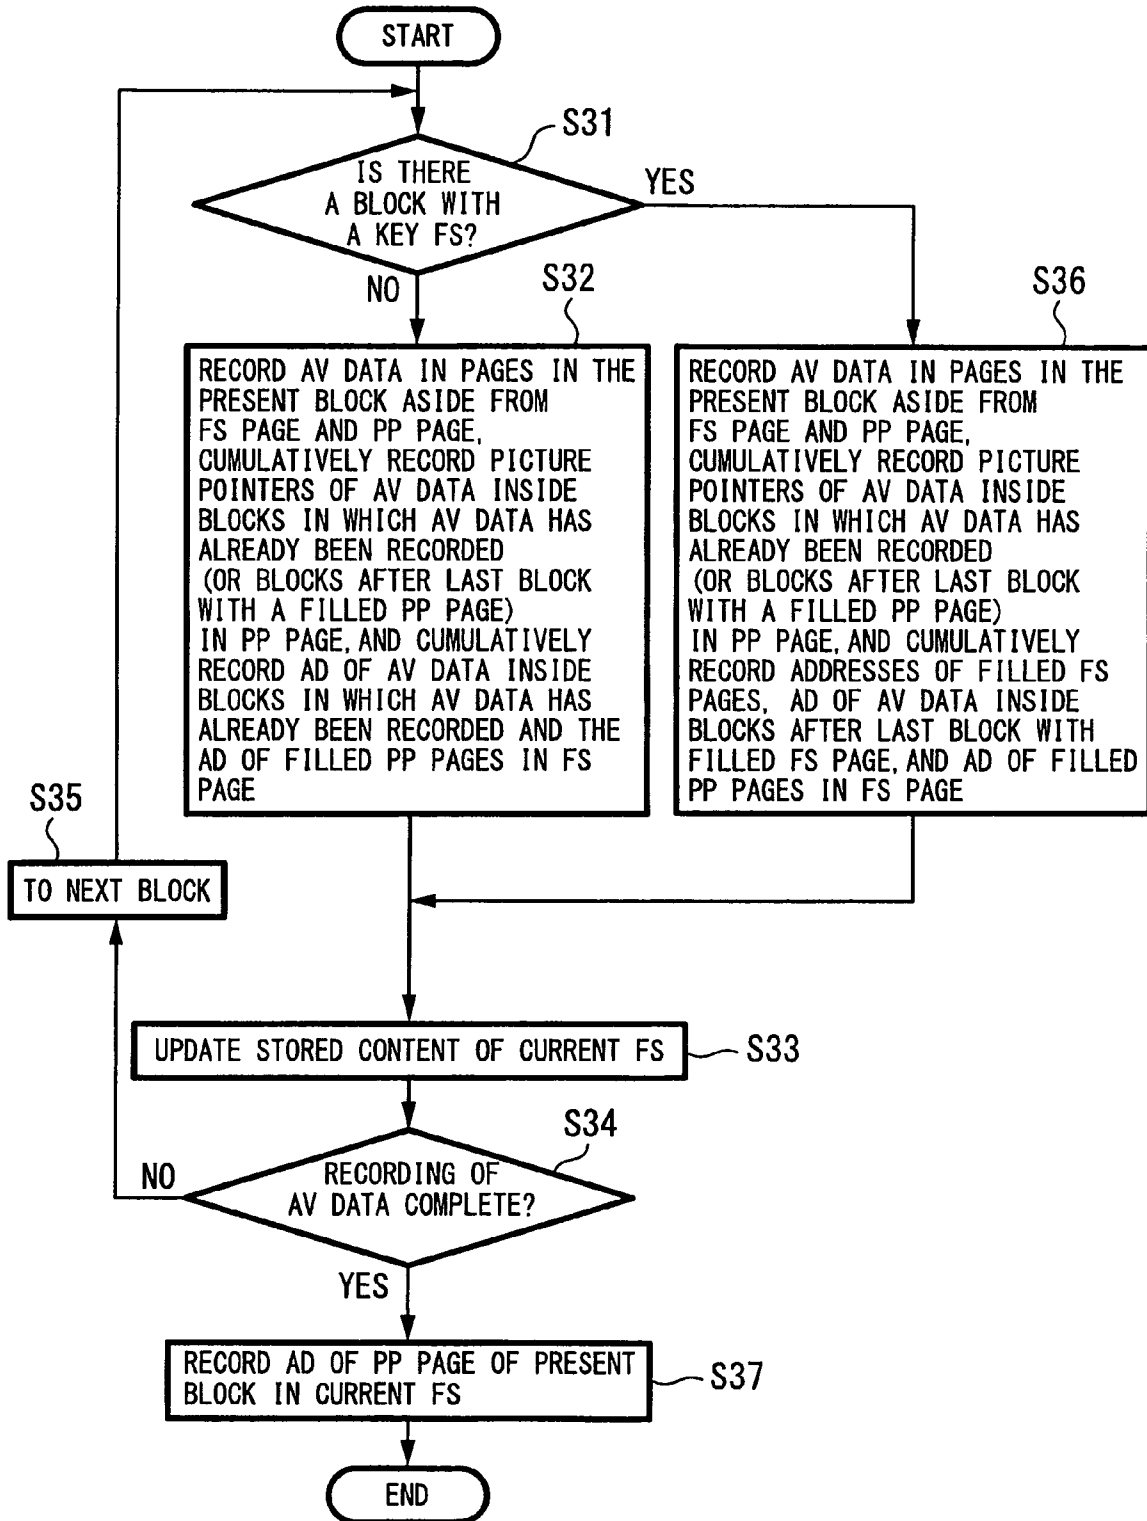 START
S31
IS THERE
A BLOCK WITH
A KEY FS?
YES
NO
S32
S36
RECORD AV DATA IN PAGES IN THE
PRESENT BLOCK ASIDE FROM
FS PAGE AND PP PAGE,
CUMULATIVELY RECORD PICTURE
POINTERS OF AV DATA INSIDE
BLOCKS IN WHICH AV DATA HAS
ALREADY BEEN RECORDED
(OR BLOCKS AFTER LAST BLOCK
WITH A FILLED PP PAGE)
IN PP PAGE, AND CUMULATIVELY
RECORD AD OF AV DATA INSIDE
BLOCKS IN WHICH AV DATA HAS
ALREADY BEEN RECORDED AND THE
AD OF FILLED PP PAGES IN FS
PAGE
RECORD AV DATA IN PAGES IN THE
PRESENT BLOCK ASIDE FROM
FS PAGE AND PP PAGE,
CUMULATIVELY RECORD PICTURE
POINTERS OF AV DATA INSIDE
BLOCKS IN WHICH AV DATA HAS
ALREADY BEEN RECORDED
(OR BLOCKS AFTER LAST BLOCK
WITH A FILLED PP PAGE)
IN PP PAGE, AND CUMULATIVELY
RECORD ADDRESSES OF FILLED FS
PAGES, AD OF AV DATA INSIDE
BLOCKS AFTER LAST BLOCK WITH
FILLED FS PAGE, AND AD OF FILLED
PP PAGES IN FS PAGE
S35
TO NEXT BLOCK
UPDATE STORED CONTENT OF CURRENT FS
S33
S34
RECORDING OF
AV DATA COMPLETE?
NO
YES
RECORD AD OF PP PAGE OF PRESENT
BLOCK IN CURRENT FS
S37
END